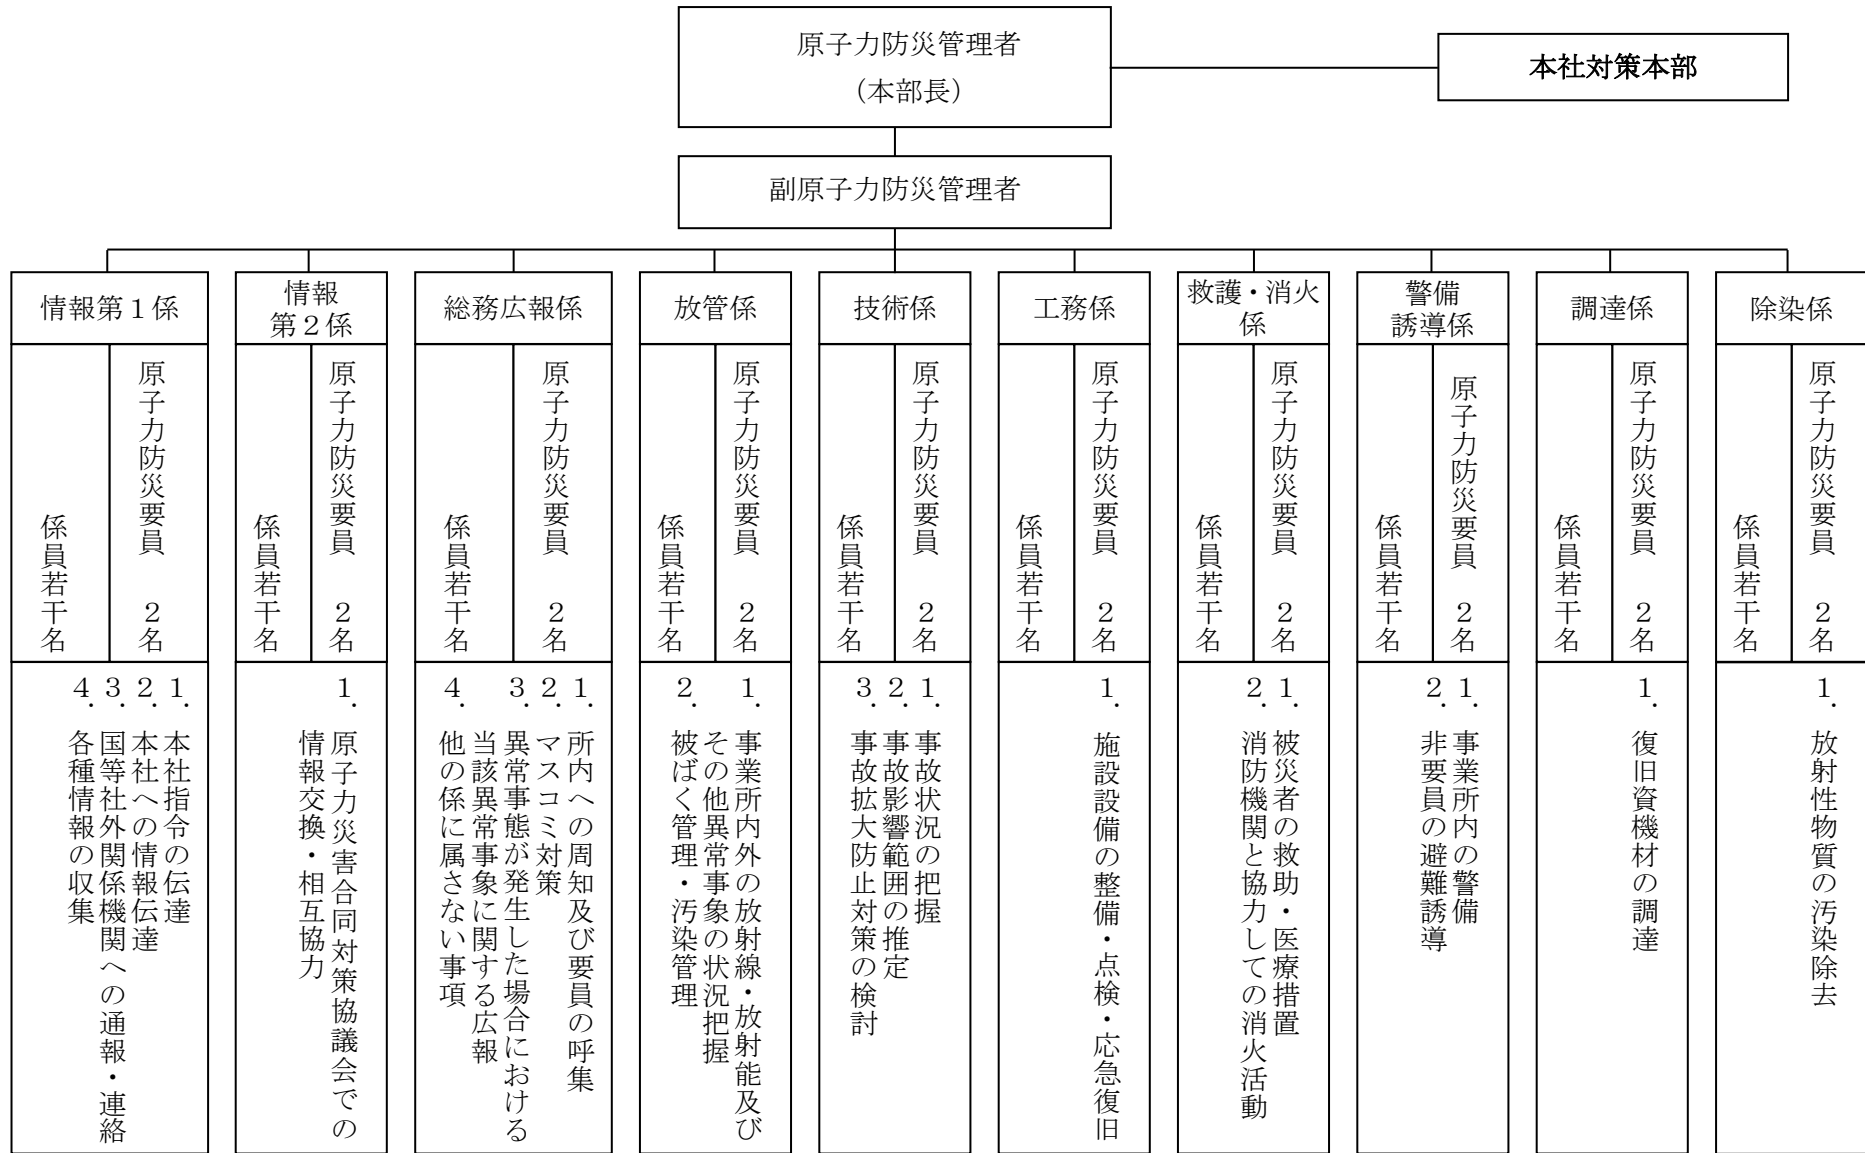 原子力防災管理者
(本部長)
本社対策本部
副原子力防災管理者
情報第１係
原子力防災要員　２名
係員若干名
１．本社指令の伝達
２．本社への情報伝達
３．国等社外関係機関への通報・連絡
４．各種情報の収集
情報
第２係
原子力防災要員　２名
係員若干名
１．原子力災害合同対策協議会での
情報交換・相互協力
総務広報係
原子力防災要員　２名
係員若干名
１．所内への周知及び要員の呼集
２．マスコミ対策
３．異常事態が発生した場合における
当該異常事象に関する広報
４．他の係に属さない事項
放管係
原子力防災要員　２名
係員若干名
１．事業所内外の放射線・放射能及び
その他異常事象の状況把握
２．被ばく管理・汚染管理
技術係
原子力防災要員　２名
係員若干名
１．事故状況の把握
２．事故影響範囲の推定
３．事故拡大防止対策の検討
工務係
原子力防災要員　２名
係員若干名
１．施設設備の整備・点検・応急復旧
救護・消火
係
原子力防災要員　２名
係員若干名
１．被災者の救助・医療措置
２．消防機関と協力しての消火活動
警備
誘導係
原子力防災要員　２名
係員若干名
１．事業所内の警備
２．非要員の避難誘導
調達係
原子力防災要員　２名
係員若干名
１．復旧資機材の調達
除染係
原子力防災要員　２名
係員若干名
１．放射性物質の汚染除去